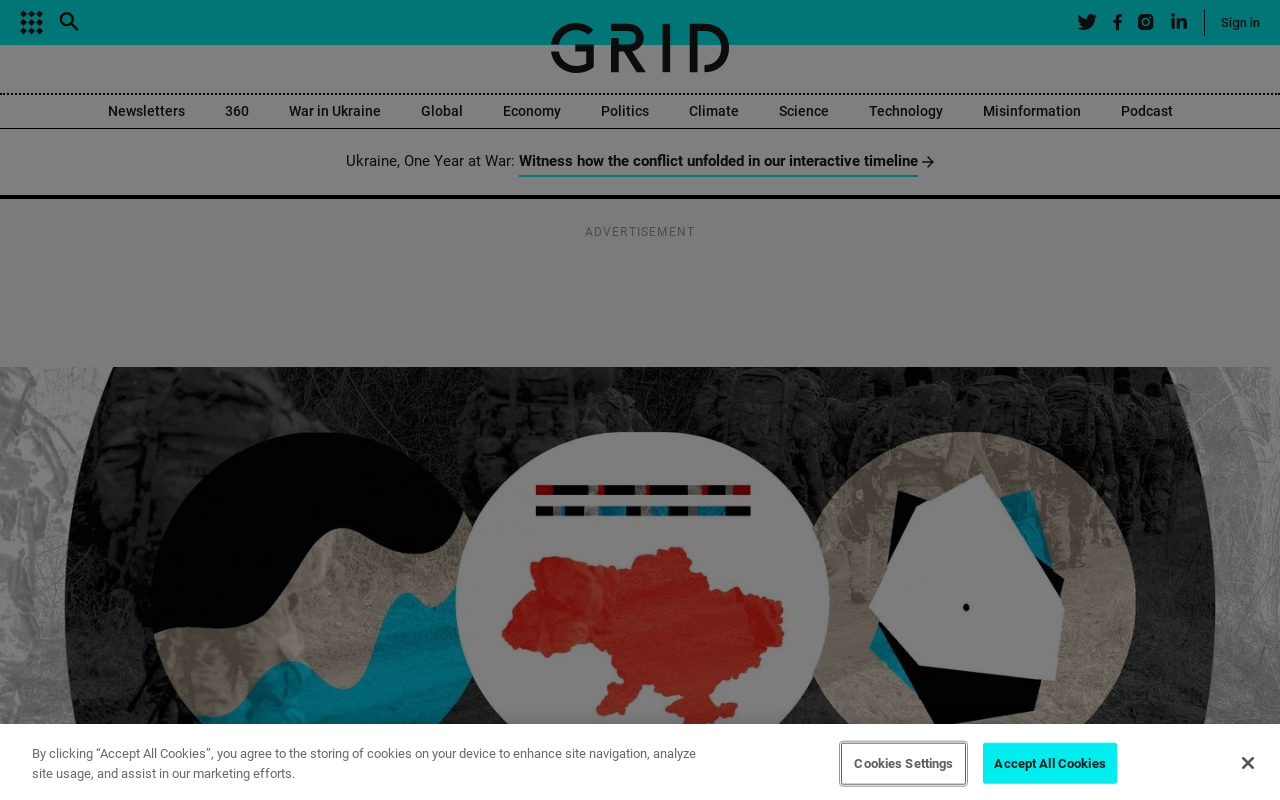 GRID
Sign in
Newsletters 360 War in Ukraine Global Economy Politics Climate Science Technology Misinformation Podcast
Ukraine, One Year at War: Witness how the conflict unfolded in our interactive timeline
ADVERTISEMENT
By clicking “Accept All Cookies”, you agree to the storing of cookies on your device to enhance site navigation, analyze
site usage, and assist in our marketing efforts.
Cookies Settings
Accept All Cookies